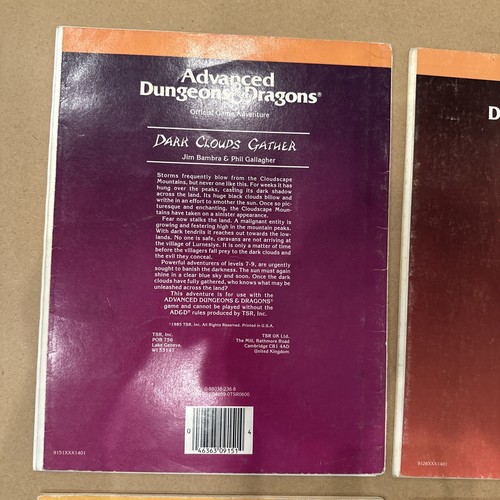 Advanced
Dungeons & Dragons®
Official Game Adventure
DARK CLOUDS GATHER
Jim Bambra & Phil Gallagher
Storms frequently blow from the Cloudscape
Mountains, but never one like this. For weeks it has
hung over the peaks, casting its dark shadow
across the land. Its huge black clouds billow and
writhe in an effort to smother the sun. Once so pic-
turesque and enchanting, the Cloudscape Moun-
tains have taken on a sinister appearance.
Fear now stalks the land. A malignant entity is
growing and festering high in the mountain peaks.
With dark tendrils it reaches out towards the low-
lands. No one is safe, caravans are not arriving at
the village of Lurneslye. It is only a matter of time
before the villagers fall prey to the dark clouds and
the evil they conceal.
Powerful adventurers of levels 7-9, are urgently
sought to banish the darkness. The sun must again
shine in a clear blue sky and soon. Once the dark
clouds have fully gathered, who knows what may be
unleashed across the land?
This adventure is for use with the
ADVANCED DUNGEONS & DRAGONS®
game and cannot be played without the
AD&D® rules produced by TSR, Inc.
©1985 TSR, Inc. All Rights Reserved. Printed in U.S.A.
TSR, Inc.
POB 756
Lake Geneva,
WI 53147
TSR UK Ltd.
The Mill, Rathmore Road
Cambridge CB1 4AD
United Kingdom
0-88038-236-8
0 46363 09151 4
9151XXX1401
D
9126XXX1401